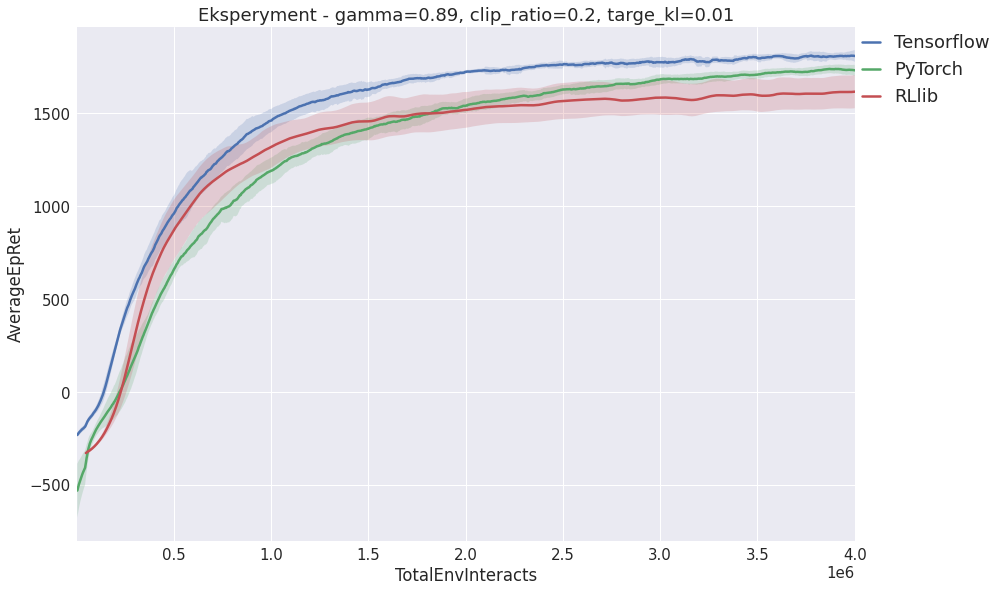 Eksperyment - gamma=0.89, clip_ratio=0.2, targe_kl=0.01
Tensorflow
PyTorch
RLlib
AverageEpRet
1500
1000
500
0
−500
0.5
1.0
1.5
2.0
2.5
3.0
3.5
4.0
1e6
TotalEnvInteracts